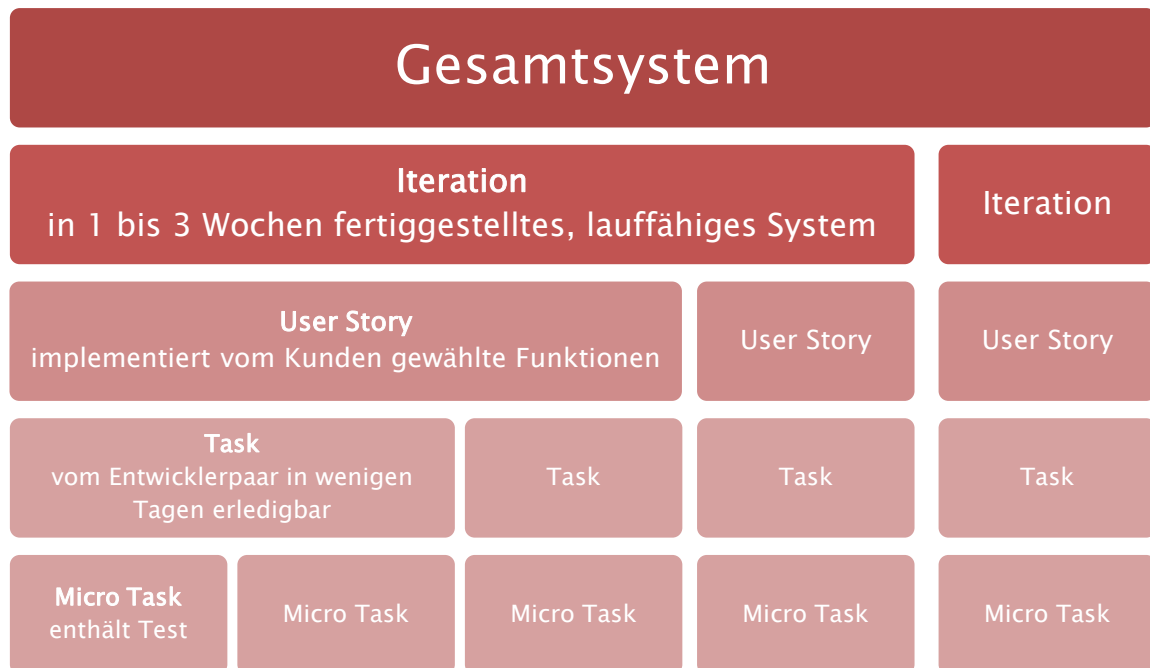 Gesamtsystem
Iteration
in 1 bis 3 Wochen fertiggestelltes, lauffähiges System
Iteration
User Story
implementiert vom Kunden gewählte Funktionen
User Story
User Story
Task
vom Entwicklerpaar in wenigen
Tagen erledigbar
Task
Task
Task
Micro Task
enthält Test
Micro Task
Micro Task
Micro Task
Micro Task